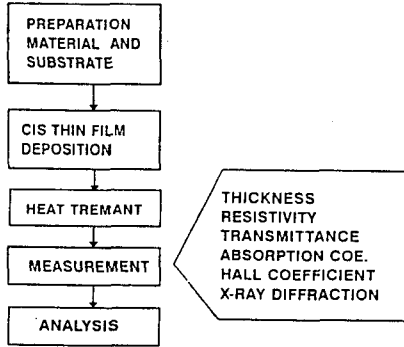 PREPARATION
MATERIAL AND
SUBSTRATE
CIS THIN FILM
DEPOSITION
HEAT TREMANT
MEASUREMENT
THICKNESS
RESISTIVITY
TRANSMITTANCE
ABSORPTION COE.
HALL COEFFICIENT
X-RAY DIFFRACTION
ANALYSIS